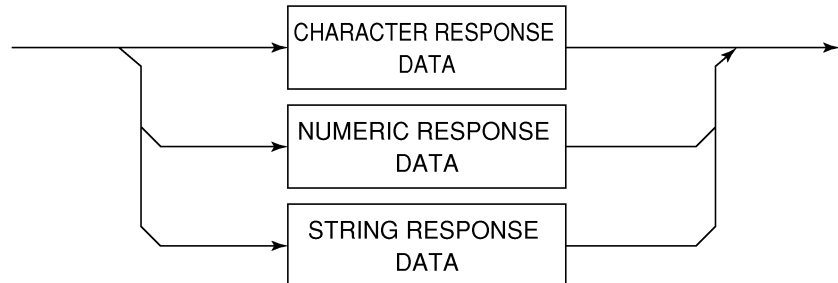 CHARACTER RESPONSE
DATA
NUMERIC RESPONSE
DATA
STRING RESPONSE
DATA